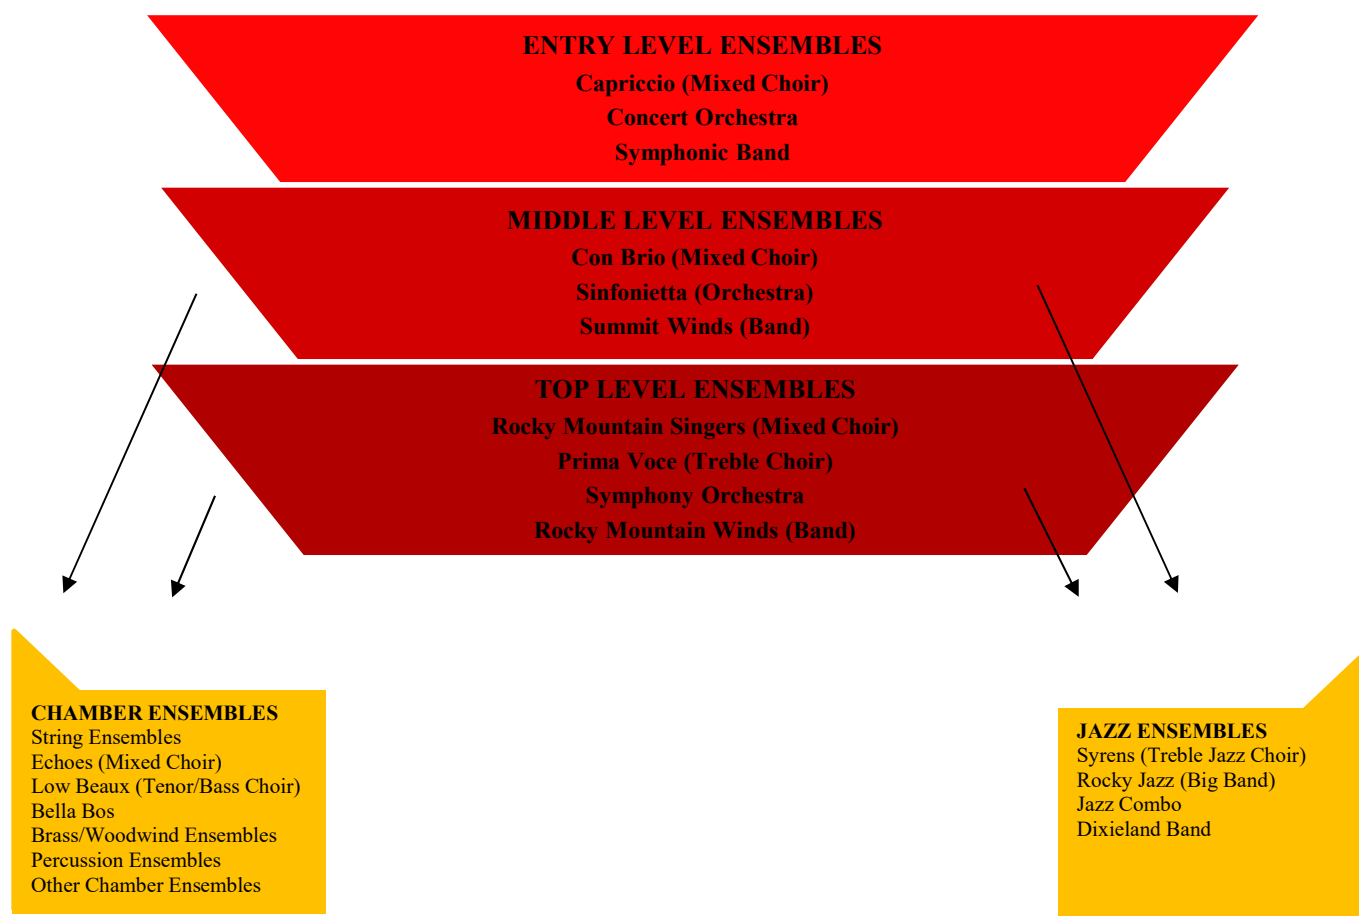 ENTRY LEVEL ENSEMBLES
Capriccio (Mixed Choir)
Concert Orchestra
Symphonic Band
MIDDLE LEVEL ENSEMBLES
Con Brio (Mixed Choir)
Sinfonietta (Orchestra)
Summit Winds (Band)
TOP LEVEL ENSEMBLES
Rocky Mountain Singers (Mixed Choir)
Prima Voce (Treble Choir)
Symphony Orchestra
Rocky Mountain Winds (Band)
CHAMBER ENSEMBLES
String Ensembles
Echoes (Mixed Choir)
Low Beaux (Tenor/Bass Choir)
Bella Bos
Brass/Woodwind Ensembles
Percussion Ensembles
Other Chamber Ensembles
JAZZ ENSEMBLES
Syrens (Treble Jazz Choir)
Rocky Jazz (Big Band)
Jazz Combo
Dixieland Band